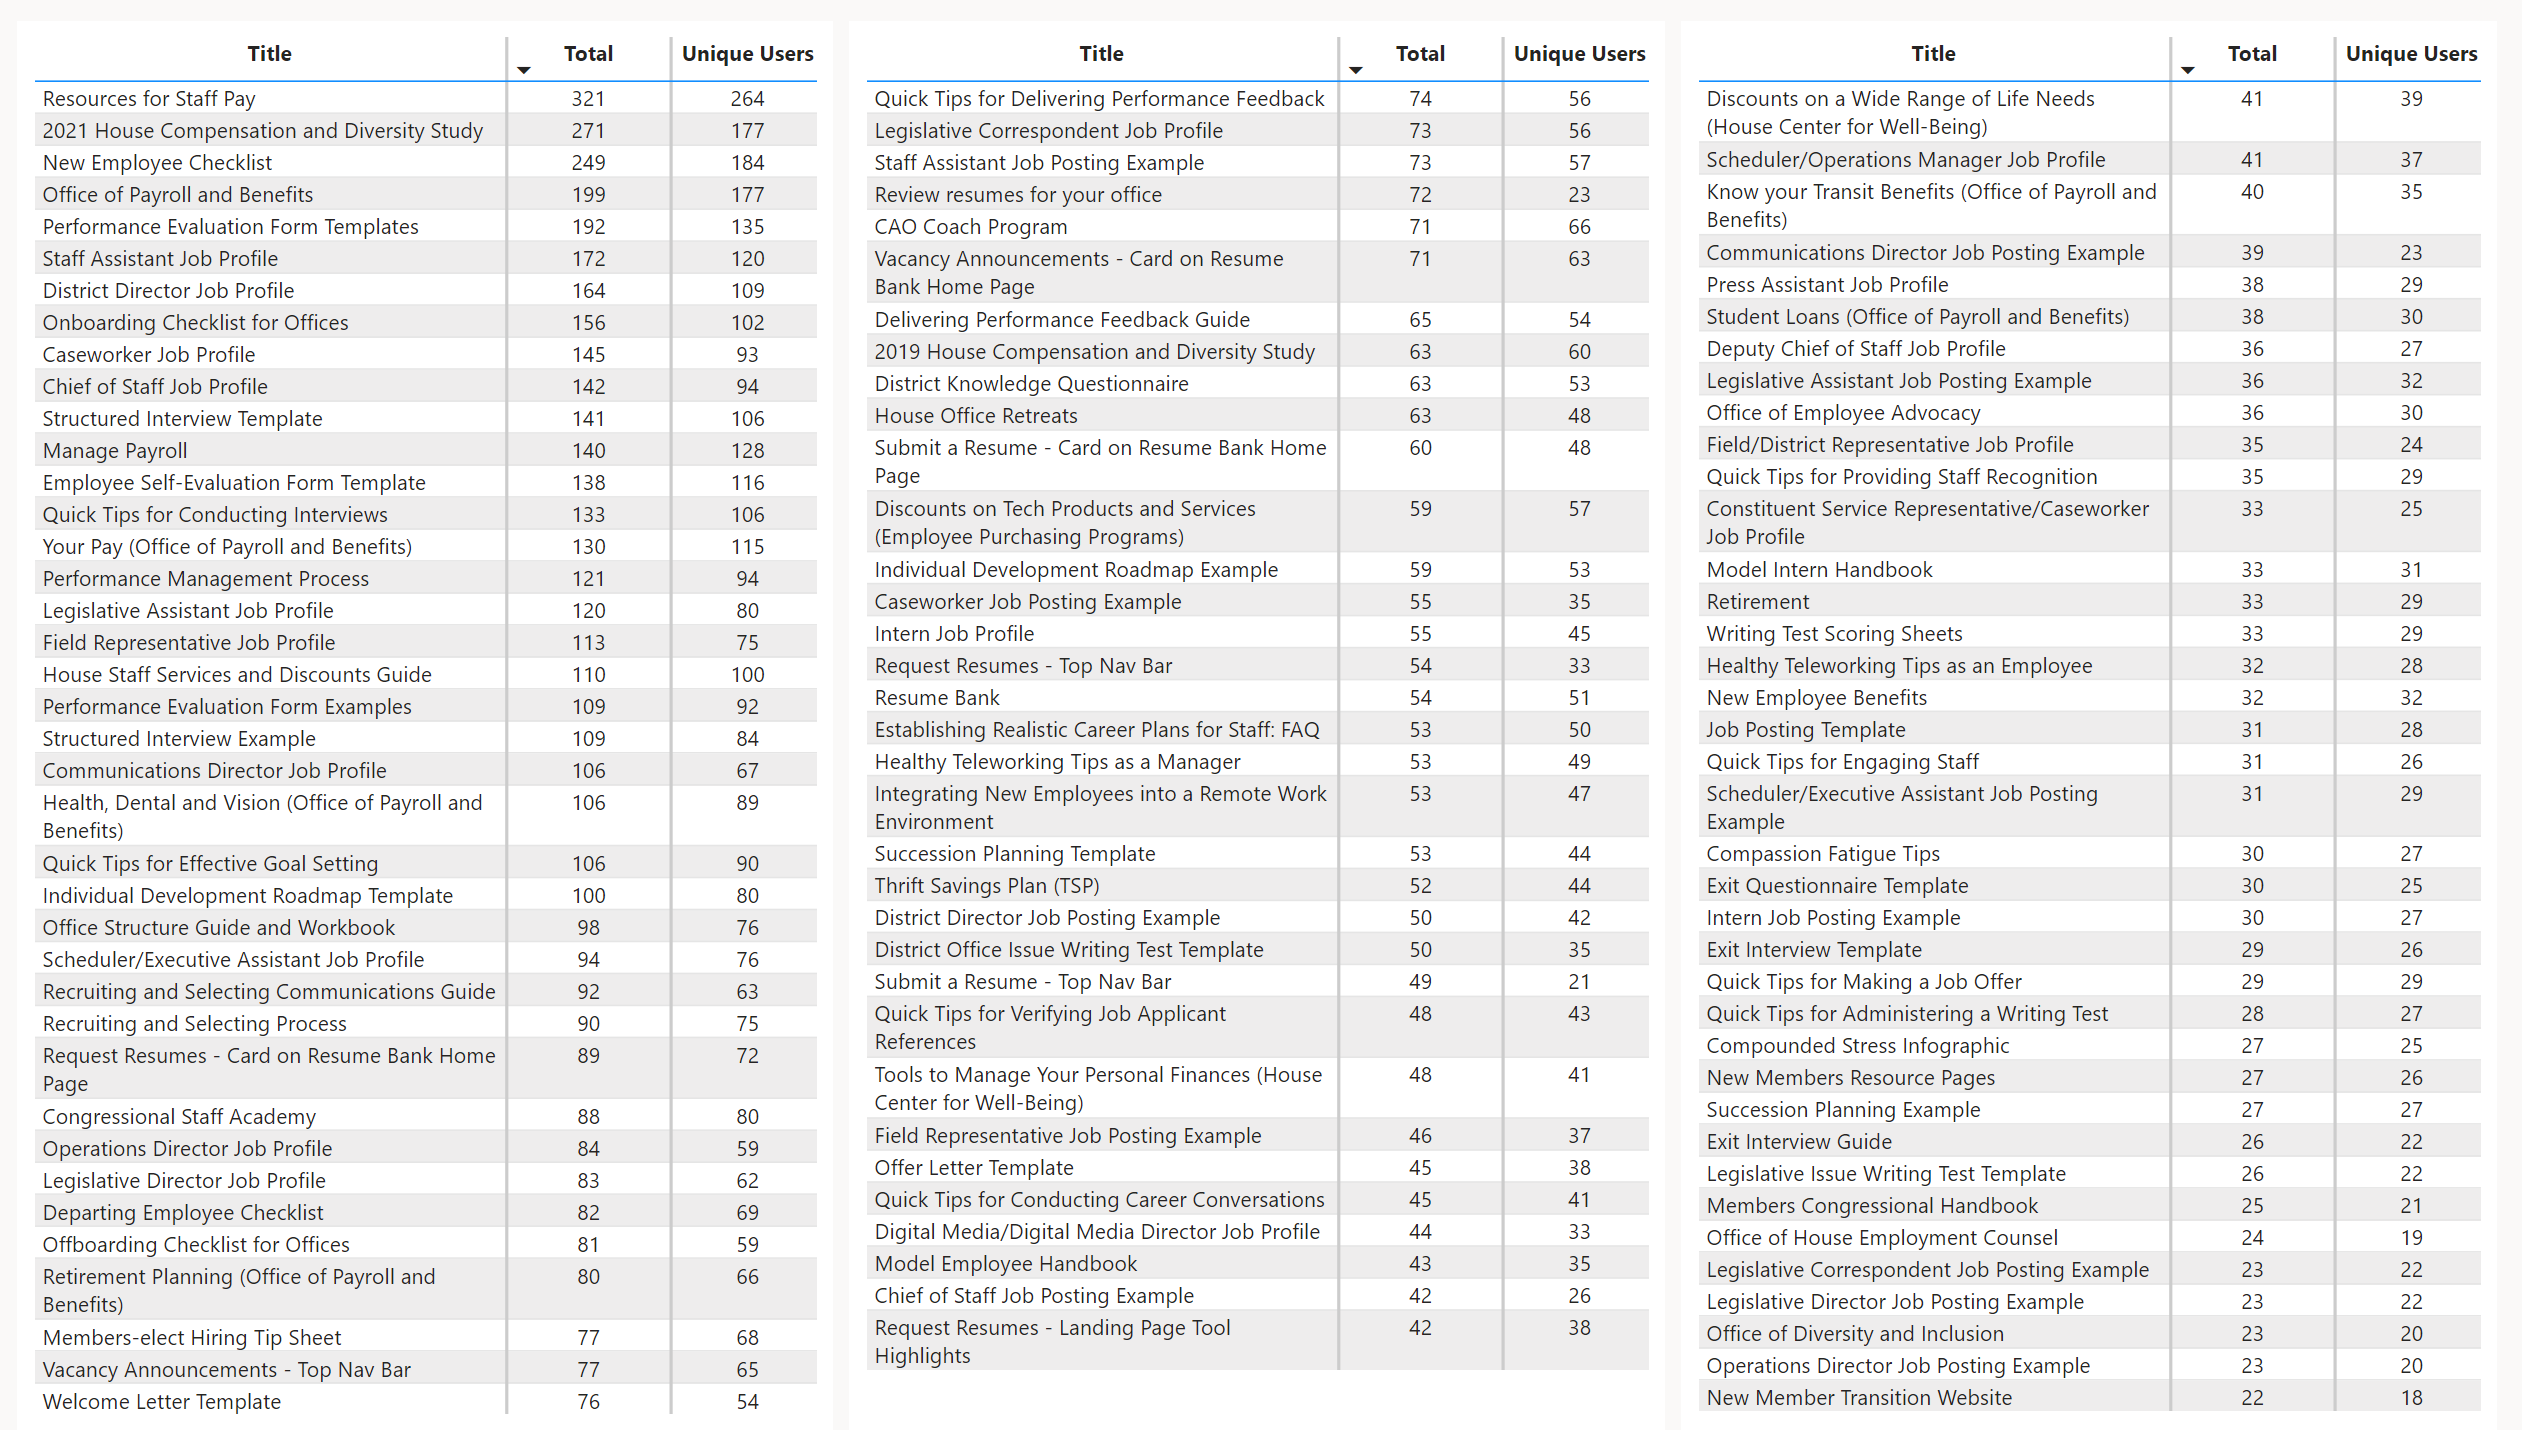 Title Total Unique Users
Resources for Staff Pay 321 264
2021 House Compensation and Diversity Study 271 177
New Employee Checklist 249 184
Office of Payroll and Benefits 199 177
Performance Evaluation Form Templates 192 135
Staff Assistant Job Profile 172 120
District Director Job Profile 164 109
Onboarding Checklist for Offices 156 102
Caseworker Job Profile 145 93
Chief of Staff Job Profile 142 94
Structured Interview Template 141 106
Manage Payroll 140 128
Employee Self-Evaluation Form Template 138 116
Quick Tips for Conducting Interviews 133 106
Your Pay (Office of Payroll and Benefits) 130 115
Performance Management Process 121 94
Legislative Assistant Job Profile 120 80
Field Representative Job Profile 113 75
House Staff Services and Discounts Guide 110 100
Performance Evaluation Form Examples 109 92
Structured Interview Example 109 84
Communications Director Job Profile 106 67
Health, Dental and Vision (Office of Payroll and 106 89
Benefits)
Quick Tips for Effective Goal Setting 106 90
Individual Development Roadmap Template 100 80
Office Structure Guide and Workbook 98 76
Scheduler/Executive Assistant Job Profile 94 76
Recruiting and Selecting Communications Guide 92 63
Recruiting and Selecting Process 90 75
Request Resumes - Card on Resume Bank Home 89 72
Page
Congressional Staff Academy 88 80
Operations Director Job Profile 84 59
Legislative Director Job Profile 83 62
Departing Employee Checklist 82 69
Offboarding Checklist for Offices 81 59
Retirement Planning (Office of Payroll and 80 66
Benefits)
Members-elect Hiring Tip Sheet 77 68
Vacancy Announcements - Top Nav Bar 77 65
Welcome Letter Template 76 54
Title Total Unique Users
Quick Tips for Delivering Performance Feedback 74 56
Legislative Correspondent Job Profile 73 56
Staff Assistant Job Posting Example 73 57
Review resumes for your office 72 23
CAO Coach Program 71 66
Vacancy Announcements - Card on Resume 71 63
Bank Home Page
Delivering Performance Feedback Guide 65 54
2019 House Compensation and Diversity Study 63 60
District Knowledge Questionnaire 63 53
House Office Retreats 63 48
Submit a Resume - Card on Resume Bank Home 60 48
Page
Discounts on Tech Products and Services 59 57
(Employee Purchasing Programs)
Individual Development Roadmap Example 59 53
Caseworker Job Posting Example 55 35
Intern Job Profile 55 45
Request Resumes - Top Nav Bar 54 33
Resume Bank 54 51
Establishing Realistic Career Plans for Staff: FAQ 53 50
Healthy Teleworking Tips as a Manager 53 49
Integrating New Employees into a Remote Work 53 47
Environment
Succession Planning Template 53 44
Thrift Savings Plan (TSP) 52 44
District Director Job Posting Example 50 42
District Office Issue Writing Test Template 50 35
Submit a Resume - Top Nav Bar 49 21
Quick Tips for Verifying Job Applicant 48 43
References
Tools to Manage Your Personal Finances (House 48 41
Center for Well-Being)
Field Representative Job Posting Example 46 37
Offer Letter Template 45 38
Quick Tips for Conducting Career Conversations 45 41
Digital Media/Digital Media Director Job Profile 44 33
Model Employee Handbook 43 35
Chief of Staff Job Posting Example 42 26
Request Resumes - Landing Page Tool 42 38
Highlights
Title Total Unique Users
Discounts on a Wide Range of Life Needs 41 39
(House Center for Well-Being)
Scheduler/Operations Manager Job Profile 41 37
Know your Transit Benefits (Office of Payroll and 40 35
Benefits)
Communications Director Job Posting Example 39 23
Press Assistant Job Profile 38 29
Student Loans (Office of Payroll and Benefits) 38 30
Deputy Chief of Staff Job Profile 36 27
Legislative Assistant Job Posting Example 36 32
Office of Employee Advocacy 36 30
Field/District Representative Job Profile 35 24
Quick Tips for Providing Staff Recognition 35 29
Constituent Service Representative/Caseworker 33 25
Job Profile
Model Intern Handbook 33 31
Retirement 33 29
Writing Test Scoring Sheets 33 29
Healthy Teleworking Tips as an Employee 32 28
New Employee Benefits 32 32
Job Posting Template 31 28
Quick Tips for Engaging Staff 31 26
Scheduler/Executive Assistant Job Posting 31 29
Example
Compassion Fatigue Tips 30 27
Exit Questionnaire Template 30 25
Intern Job Posting Example 30 27
Exit Interview Template 29 26
Quick Tips for Making a Job Offer 29 29
Quick Tips for Administering a Writing Test 28 27
Compounded Stress Infographic 27 25
New Members Resource Pages 27 26
Succession Planning Example 27 27
Exit Interview Guide 26 22
Legislative Issue Writing Test Template 26 22
Members Congressional Handbook 25 21
Office of House Employment Counsel 24 19
Legislative Correspondent Job Posting Example 23 22
Legislative Director Job Posting Example 23 22
Office of Diversity and Inclusion 23 20
Operations Director Job Posting Example 23 20
New Member Transition Website 22 18